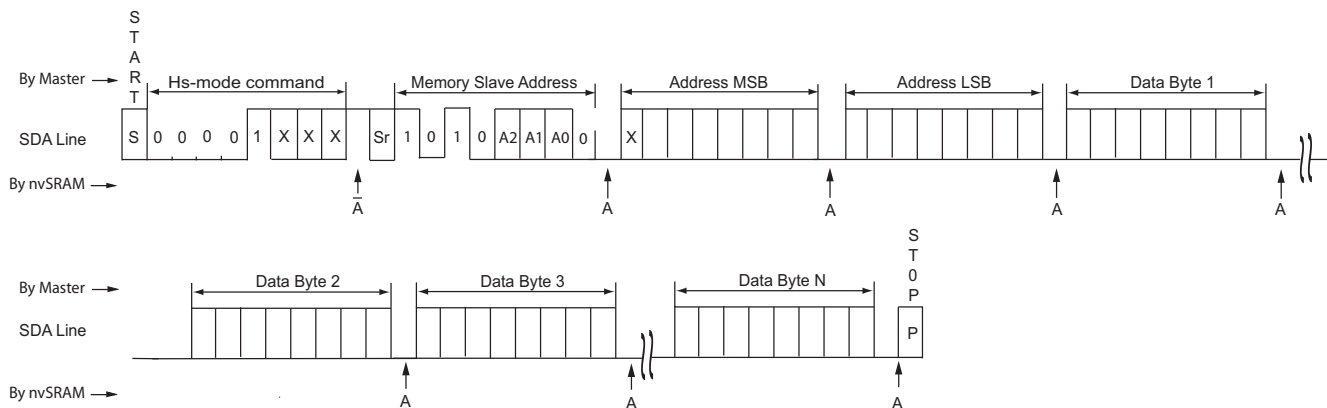 START
By Master
Hs-mode command
Memory Slave Address
Address MSB
Address LSB
Data Byte 1
SDA Line
S 0 0 0 0 1 X X X Sr 1 0 1 0 A2 A1 A0 0 X
By nvSRAM
A̅ A A A A
ST0P
By Master
Data Byte 2
Data Byte 3
Data Byte N
SDA Line
P
By nvSRAM
A A A